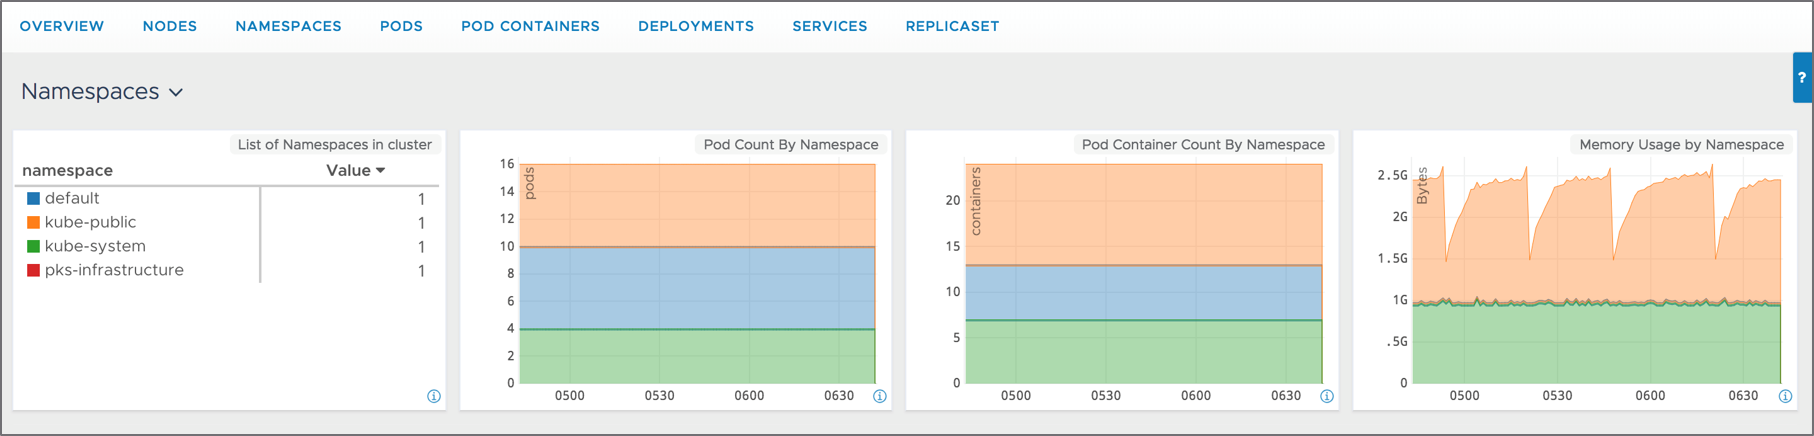 OVERVIEW NODES NAMESPACES PODS POD CONTAINERS DEPLOYMENTS SERVICES REPLICASET
?
Namespaces
List of Namespaces in cluster
namespace Value
default 1
kube-public 1
kube-system 1
pks-infrastructure 1
Pod Count By Namespace
pods
16
14
12
10
8
6
4
2
0
0500 0530 0600 0630
Pod Container Count By Namespace
containers
20
15
10
5
0
0500 0530 0600 0630
Memory Usage by Namespace
Bytes
2.5G
2G
1.5G
1G
.5G
0
0500 0530 0600 0630